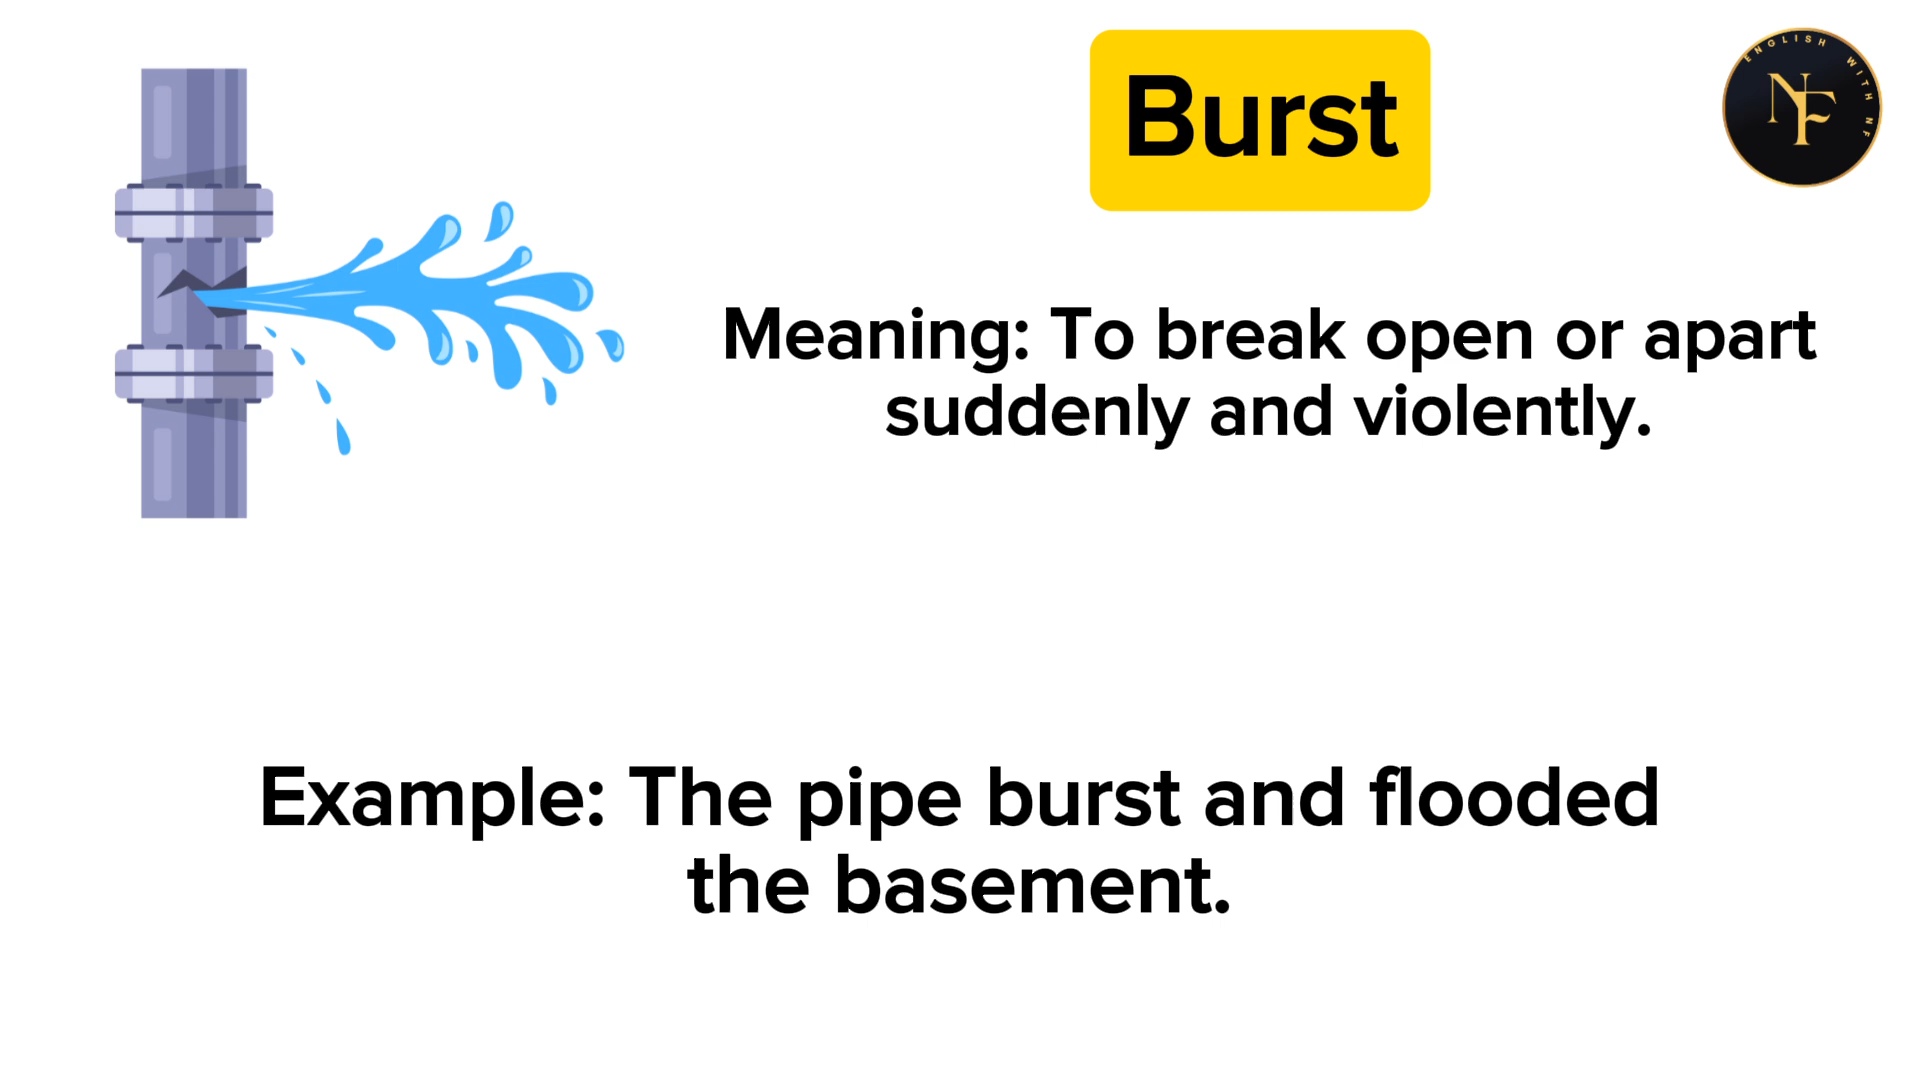 Burst
ENGLISH WITH NF
NF
Meaning: To break open or apart
suddenly and violently.
Example: The pipe burst and flooded
the basement.